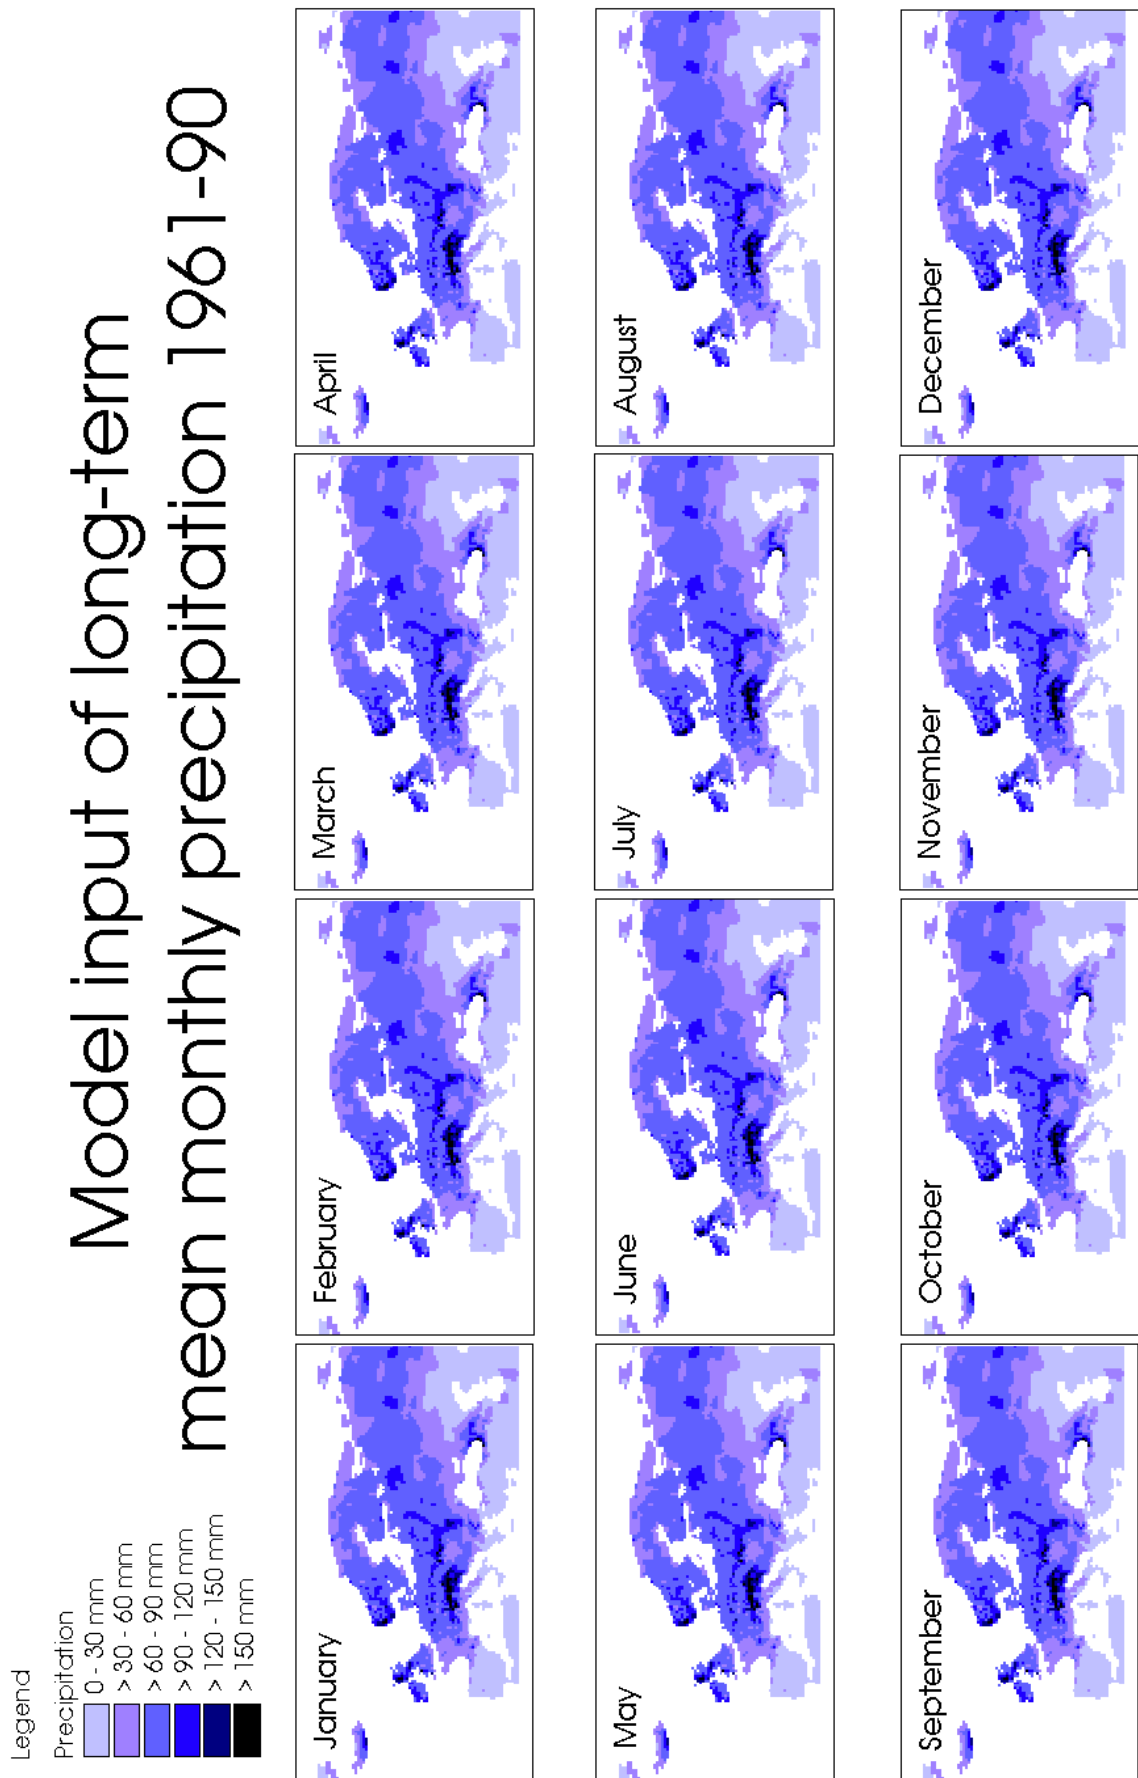 Model input of long-term
mean monthly precipitation 1961-90
Legend
Precipitation
0 - 30 mm
> 30 - 60 mm
> 60 - 90 mm
> 90 - 120 mm
> 120 - 150 mm
> 150 mm
January
February
March
April
May
June
July
August
September
October
November
December